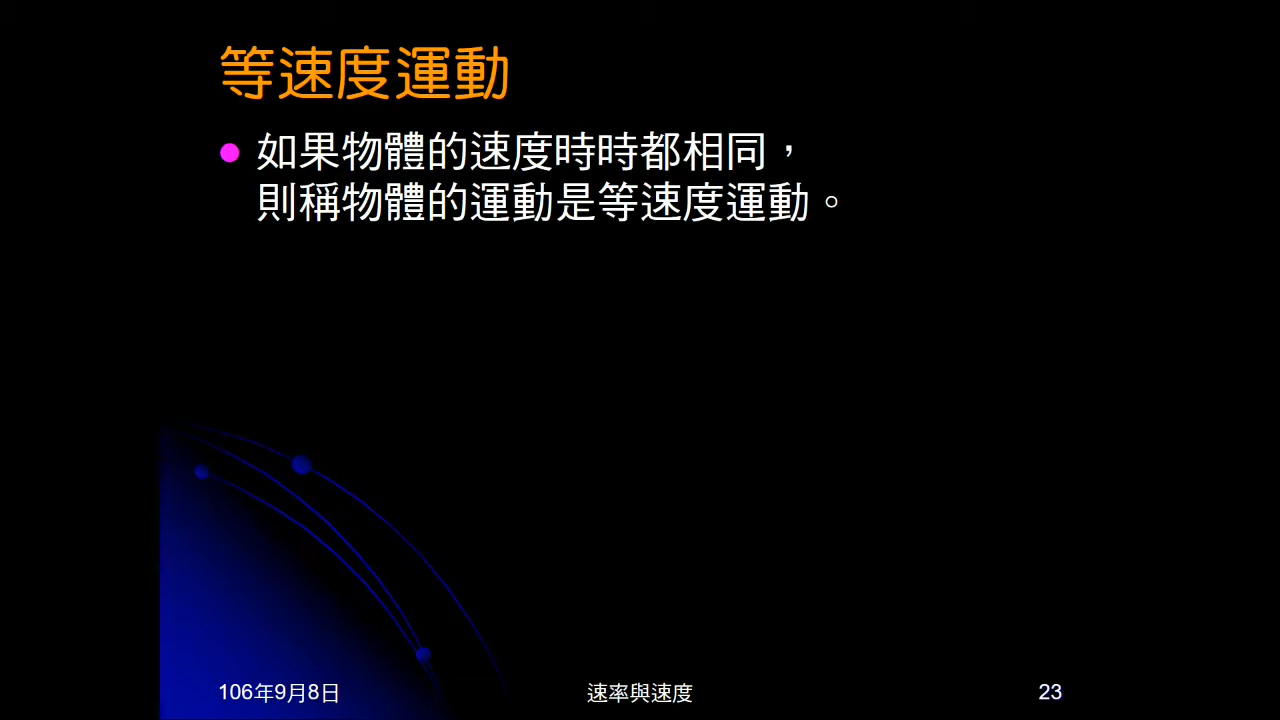 等速度運動
如果物體的速度時時都相同，
則稱物體的運動是等速度運動。
106年9月8日
速率與速度
23